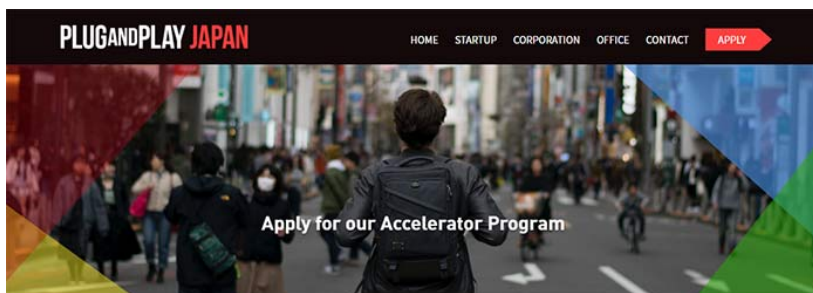 PLUGANDPLAY JAPAN
HOME STARTUP CORPORATION OFFICE CONTACT APPLY
Apply for our Accelerator Program